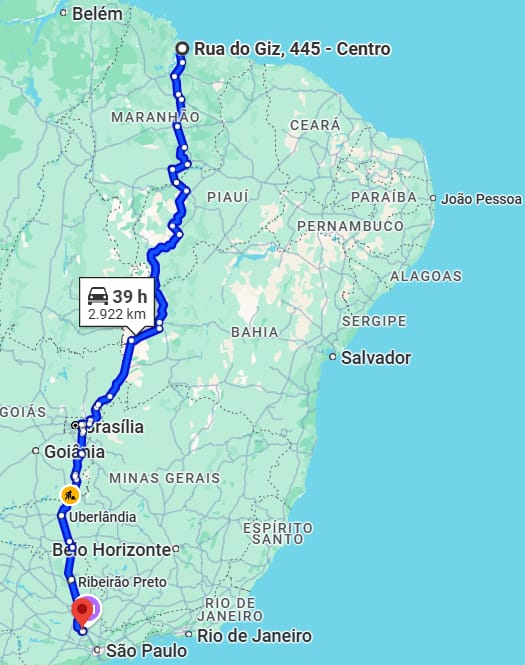 Belém
Rua do Giz, 445 - Centro
MARANHÃO
CEARÁ
PIAUÍ
PARAÍBA
João Pessoa
PERNAMBUCO
ALAGOAS
39 h
2.922 km
SERGIPE
BAHIA
Salvador
GOIÁS
Brasília
Goiânia
MINAS GERAIS
Uberlândia
ESPÍRITO
SANTO
Belo Horizonte
Ribeirão Preto
RIO DE
JANEIRO
Rio de Janeiro
São Paulo